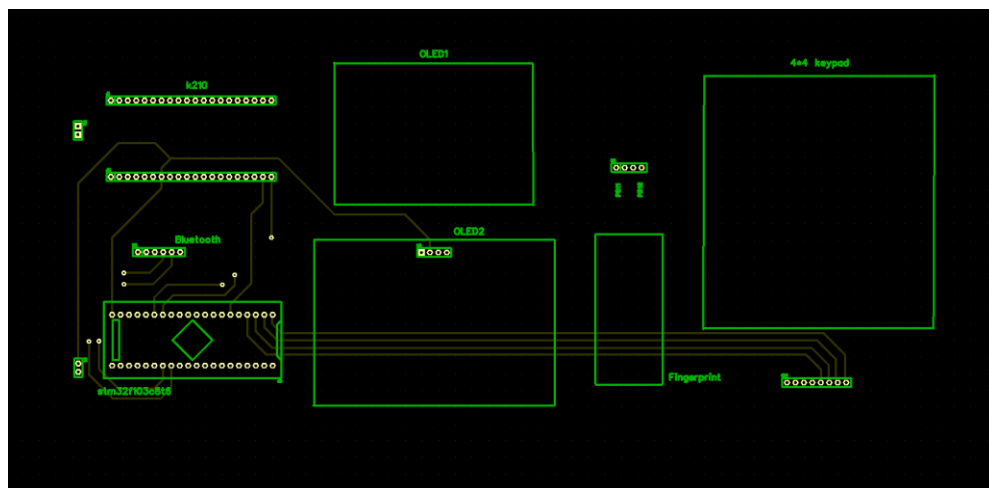 OLED1
4*4 keypad
k210
Bluetooth
OLED2
Fingerprint
stm32f103c8t6